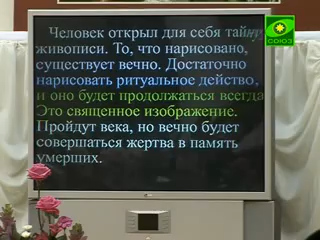 СОЮЗ
Человек открыл для себя тайну
живописи. То, что нарисовано,
существует вечно. Достаточно
нарисовать ритуальное действо,
и оно будет продолжаться всегда.
Это священное изображение.
Пройдут века, но вечно будет
совершаться жертва в память
умерших.